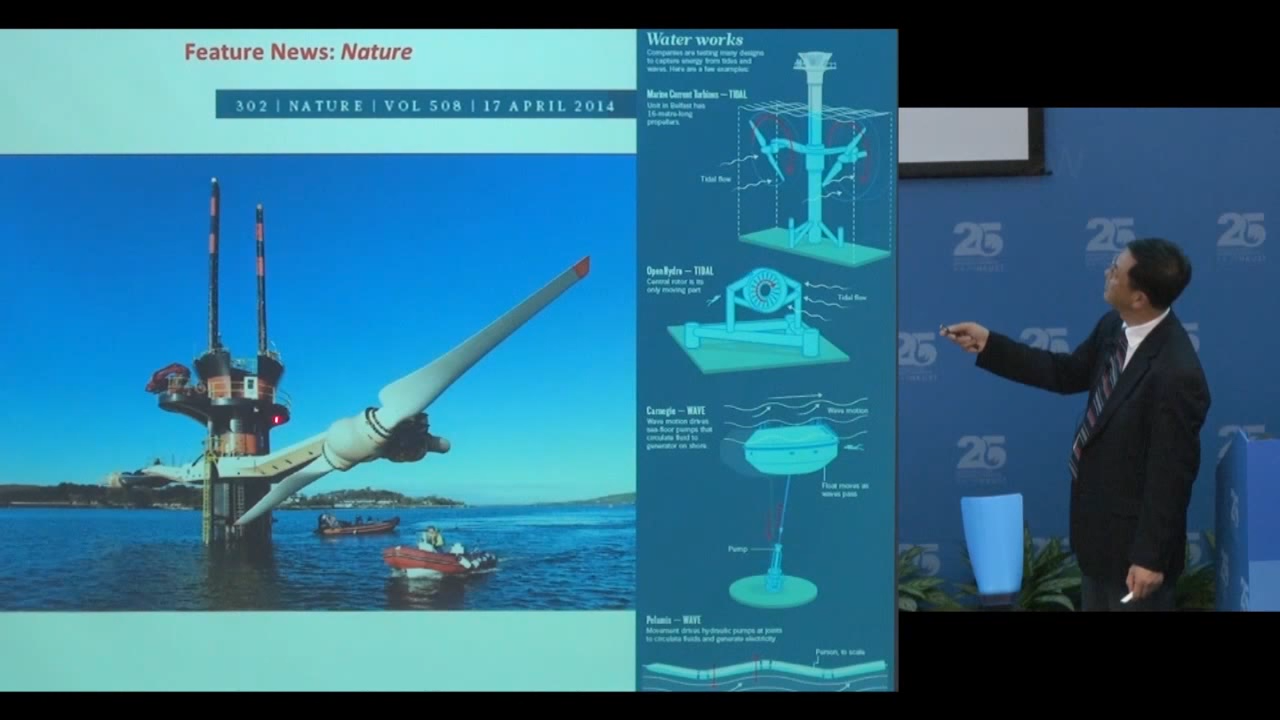 Feature News: Nature
302 | NATURE | VOL 508 | 17 APRIL 2014
Water works
Companies are testing many designs
to capture energy from tides and
waves. Here are a few examples:
Marine Current Turbines — TIDAL
Unit in Belfast has
16-metre-long
propellers.
Tidal flow
OpenHydro — TIDAL
Central rotor is its
only moving part
Tidal flow
Carnegie — WAVE
Wave motion drives
sea-floor pumps that
circulate fluid to
generator on shore.
Wave motion
Float moves as
waves pass
Pump
Pelamis — WAVE
Movement drives hydraulic pumps at joints
to circulate fluids and generate electricity
Person, to scale
25
25
25
25
25
25